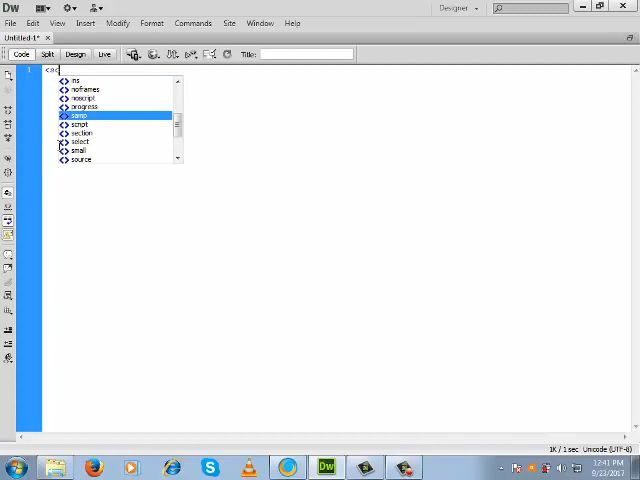 Dw
Designer
File Edit View Insert Modify Format Commands Site Window Help
Untitled-1* ×
Code Split Design Live Title:
1
ins
noframes
noscript
progress
samp
script
section
select
small
source
1K / 1 sec Unicode (UTF-8)
Dw
12:41 PM
9/23/2017